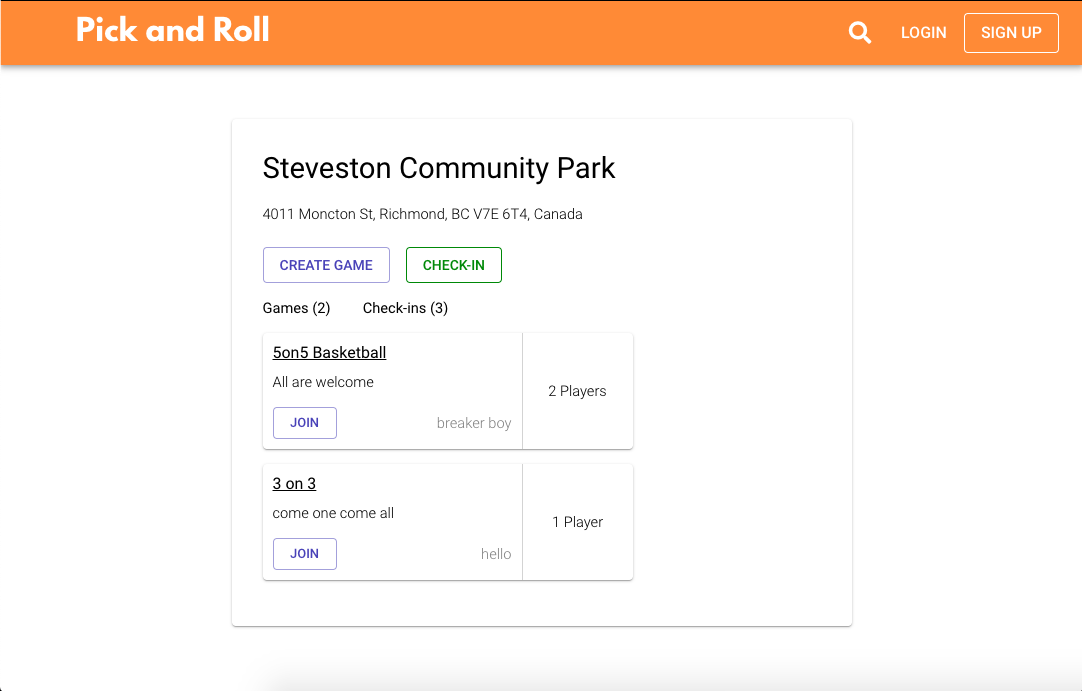 Pick and Roll
LOGIN
SIGN UP
Steveston Community Park
4011 Moncton St, Richmond, BC V7E 6T4, Canada
CREATE GAME
CHECK-IN
Games (2)
Check-ins (3)
5on5 Basketball
All are welcome
JOIN
breaker boy
2 Players
3 on 3
come one come all
JOIN
hello
1 Player